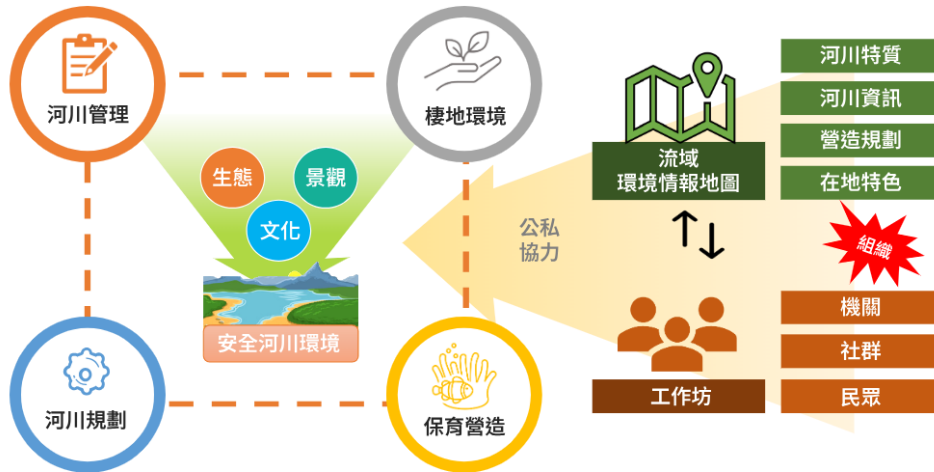 河川管理
棲地環境
生態
景觀
文化
安全河川環境
河川規劃
保育營造
公私
協力
流域
環境情報地圖
河川特質
河川資訊
營造規劃
在地特色
組織
工作坊
機關
社群
民眾